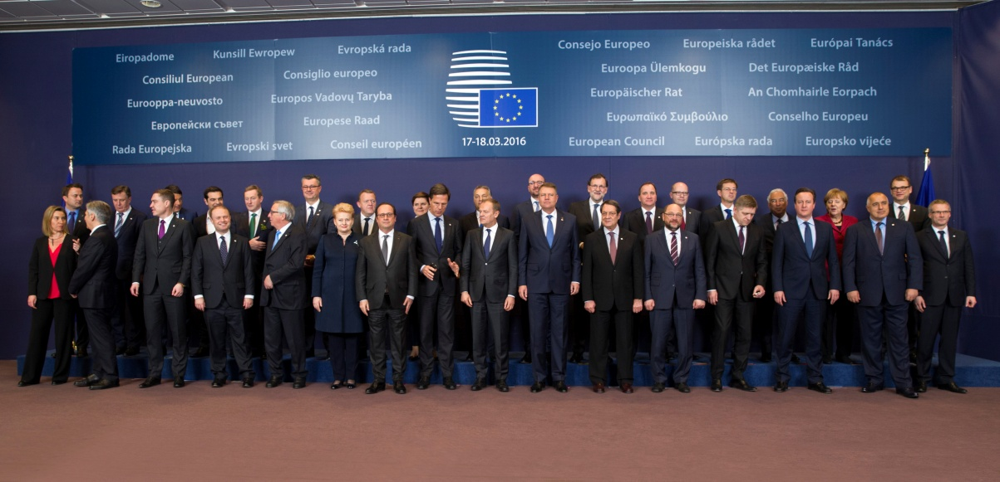 Eiropadome
Kunsill Ewropew
Evropská rada
Consiliul European
Consiglio europeo
Eurooppa-neuvosto
Europos Vadovų Taryba
Европейски съвет
Europese Raad
Rada Europejska
Evropski svet
Conseil européen
17-18.03.2016
Consejo Europeo
Europeiska rådet
Európai Tanács
Euroopa Ülemkogu
Det Europæiske Råd
Europäischer Rat
An Chomhairle Eorpach
Ευρωπαϊκό Συμβούλιο
Conselho Europeu
European Council
Európska rada
Europsko vijeće